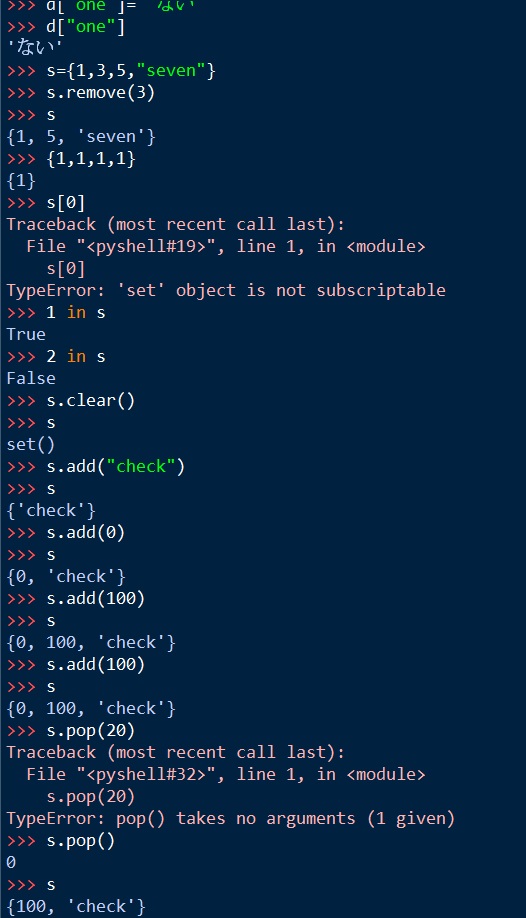 >>> d["one"]="ない"
>>> d["one"]
'ない'
>>> s={1,3,5,"seven"}
>>> s.remove(3)
>>> s
{1, 5, 'seven'}
>>> {1,1,1,1}
{1}
>>> s[0]
Traceback (most recent call last):
  File "<pyshell#19>", line 1, in <module>
    s[0]
TypeError: 'set' object is not subscriptable
>>> 1 in s
True
>>> 2 in s
False
>>> s.clear()
>>> s
set()
>>> s.add("check")
>>> s
{'check'}
>>> s.add(0)
>>> s
{0, 'check'}
>>> s.add(100)
>>> s
{0, 100, 'check'}
>>> s.add(100)
>>> s
{0, 100, 'check'}
>>> s.pop(20)
Traceback (most recent call last):
  File "<pyshell#32>", line 1, in <module>
    s.pop(20)
TypeError: pop() takes no arguments (1 given)
>>> s.pop()
0
>>> s
{100, 'check'}